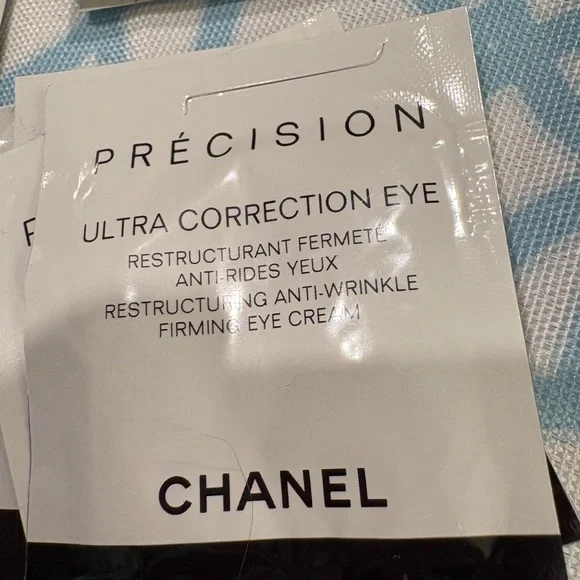 PRÉCISION
ULTRA CORRECTION EYE
RESTRUCTURANT FERMETÉ
ANTI-RIDES YEUX
RESTRUCTURING ANTI-WRINKLE
FIRMING EYE CREAM
CHANEL